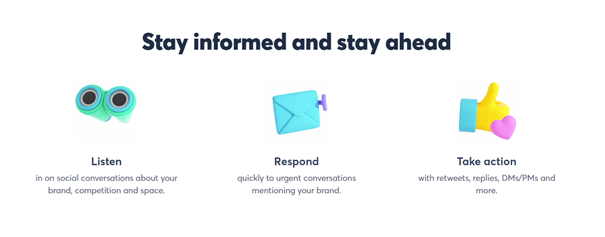 Stay informed and stay ahead
Listen
in on social conversations about your
brand, competition and space.
Respond
quickly to urgent conversations
mentioning your brand.
Take action
with retweets, replies, DMs/PMs and
more.